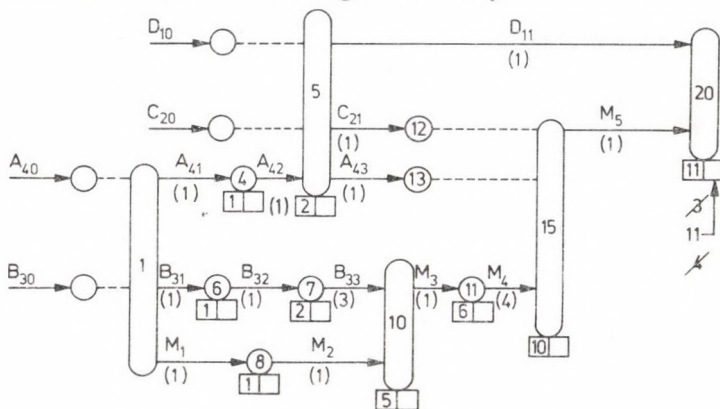 D10 D11
(1)
5 20
C20 C21 12 M5
(1) (1)
A40 A41 4 A42 A43 13 11
(1) 1 (1) 2 (1)
3
15 11
1 4
B30 B31 6 B32 7 B33 M3 11 M4
(1) 1 (1) 2 (3) 10 (1) 6 (4)
10
M1 8 M2
(1) 1 (1) 5